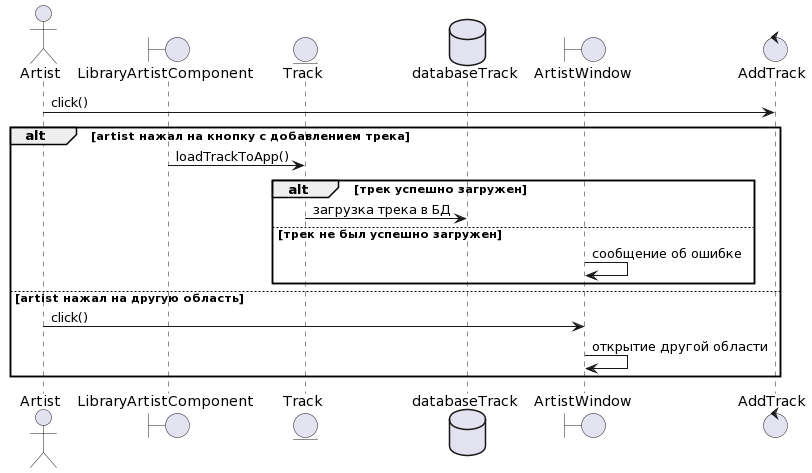 Artist LibraryArtistComponent Track databaseTrack ArtistWindow AddTrack
click()
alt [artist нажал на кнопку с добавлением трека]
loadTrackToApp()
alt [трек успешно загружен]
загрузка трека в БД
[трек не был успешно загружен]
сообщение об ошибке
[artist нажал на другую область]
click()
открытие другой области
Artist LibraryArtistComponent Track databaseTrack ArtistWindow AddTrack